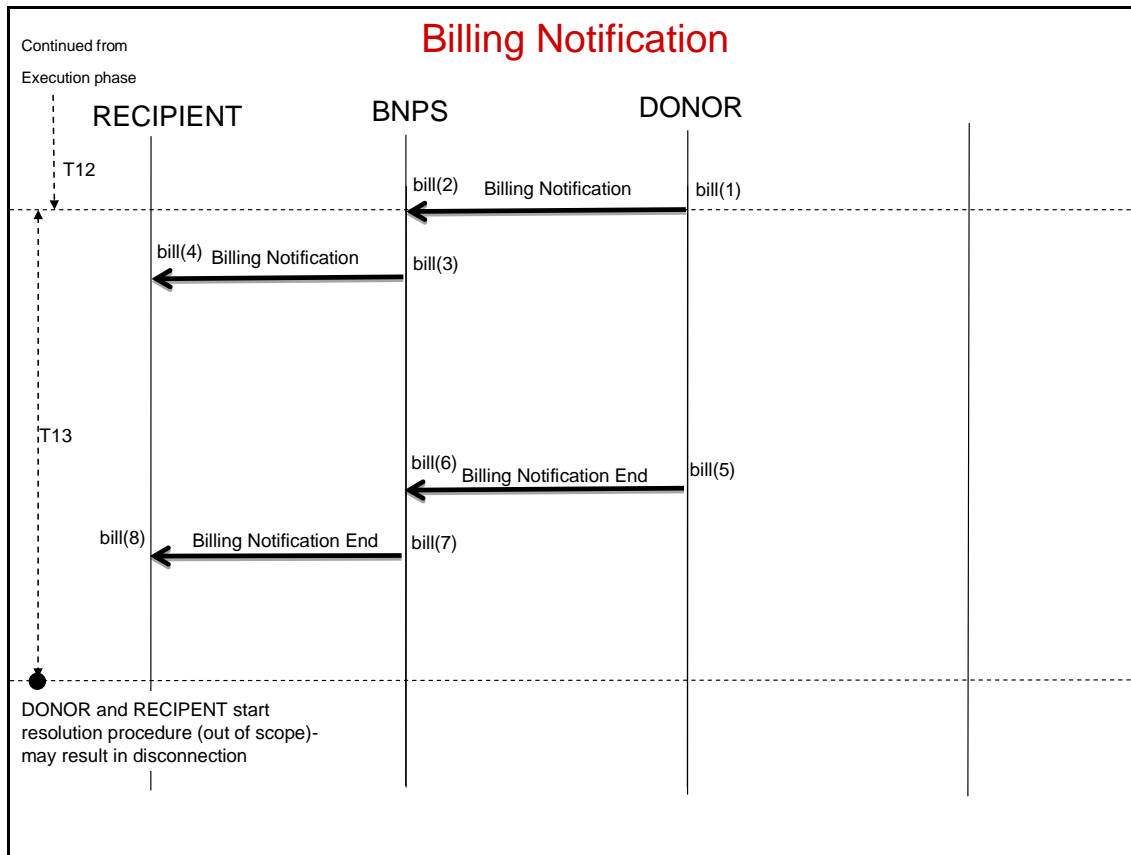 Billing Notification
Continued from
Execution phase
RECIPIENT
BNPS
DONOR
T12
bill(2)
Billing Notification
bill(1)
bill(4)
Billing Notification
bill(3)
T13
bill(6)
Billing Notification End
bill(5)
bill(8)
Billing Notification End
bill(7)
DONOR and RECIPENT start
resolution procedure (out of scope)-
may result in disconnection